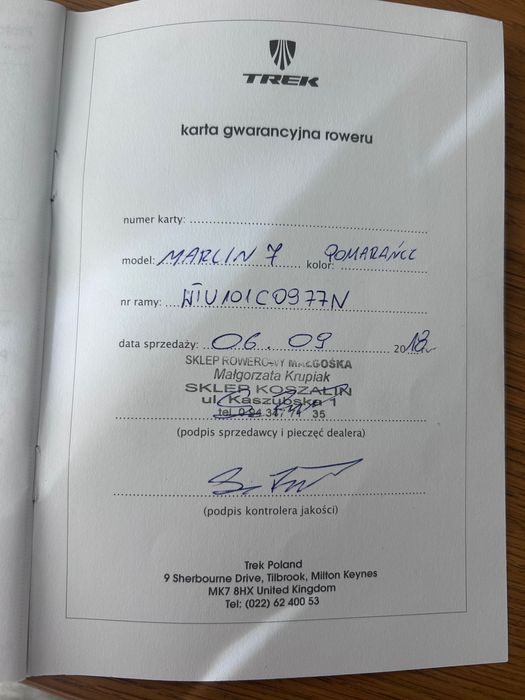 TREK
karta gwarancyjna roweru
numer karty:
model: MARLIN 7 kolor: POMARAŃCZ
nr ramy: WTU101C0977N
data sprzedaży: 06. 09 2018r
SKLEP ROWEROWY MAŁGOŚKA
Małgorzata Krupiak
SKLEP KOSZALIN
ul. Kaszubska 1
(podpis sprzedawcy i pieczęć dealera)
(podpis kontrolera jakości)
Trek Poland
9 Sherbourne Drive, Tilbrook, Milton Keynes
MK7 8HX United Kingdom
Tel: (022) 62 400 53